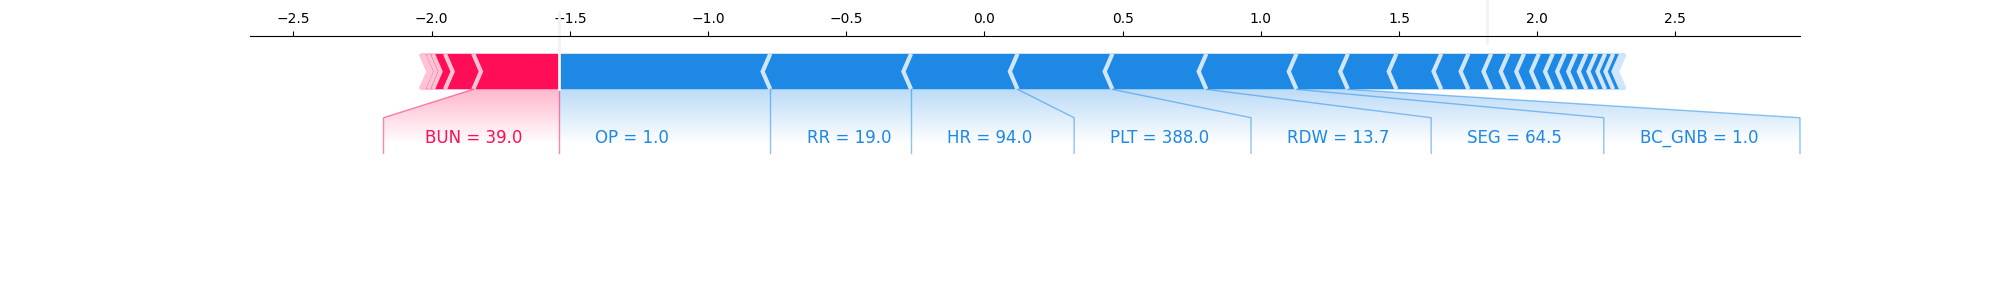 −2.5 −2.0 −1.5 −1.0 −0.5 0.0 0.5 1.0 1.5 2.0 2.5
BUN = 39.0 OP = 1.0 RR = 19.0 HR = 94.0 PLT = 388.0 RDW = 13.7 SEG = 64.5 BC_GNB = 1.0